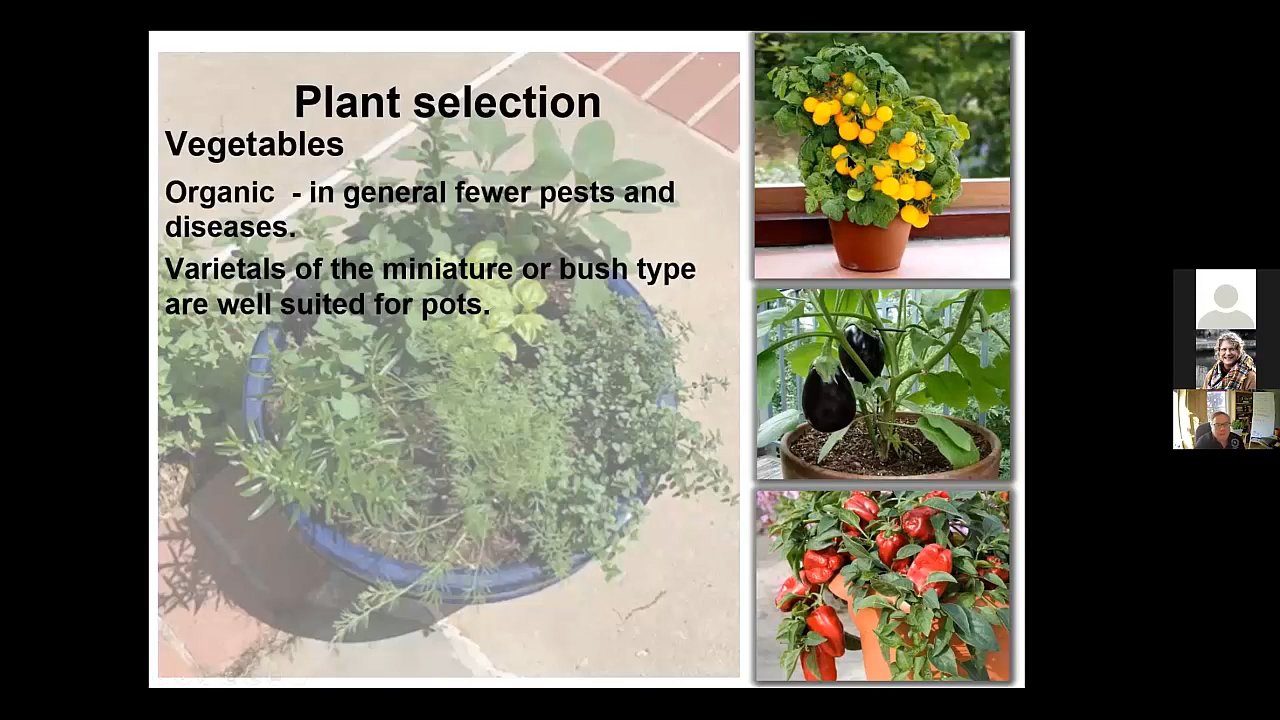 Plant selection
Vegetables
Organic  - in general fewer pests and
diseases.
Varietals of the miniature or bush type
are well suited for pots.